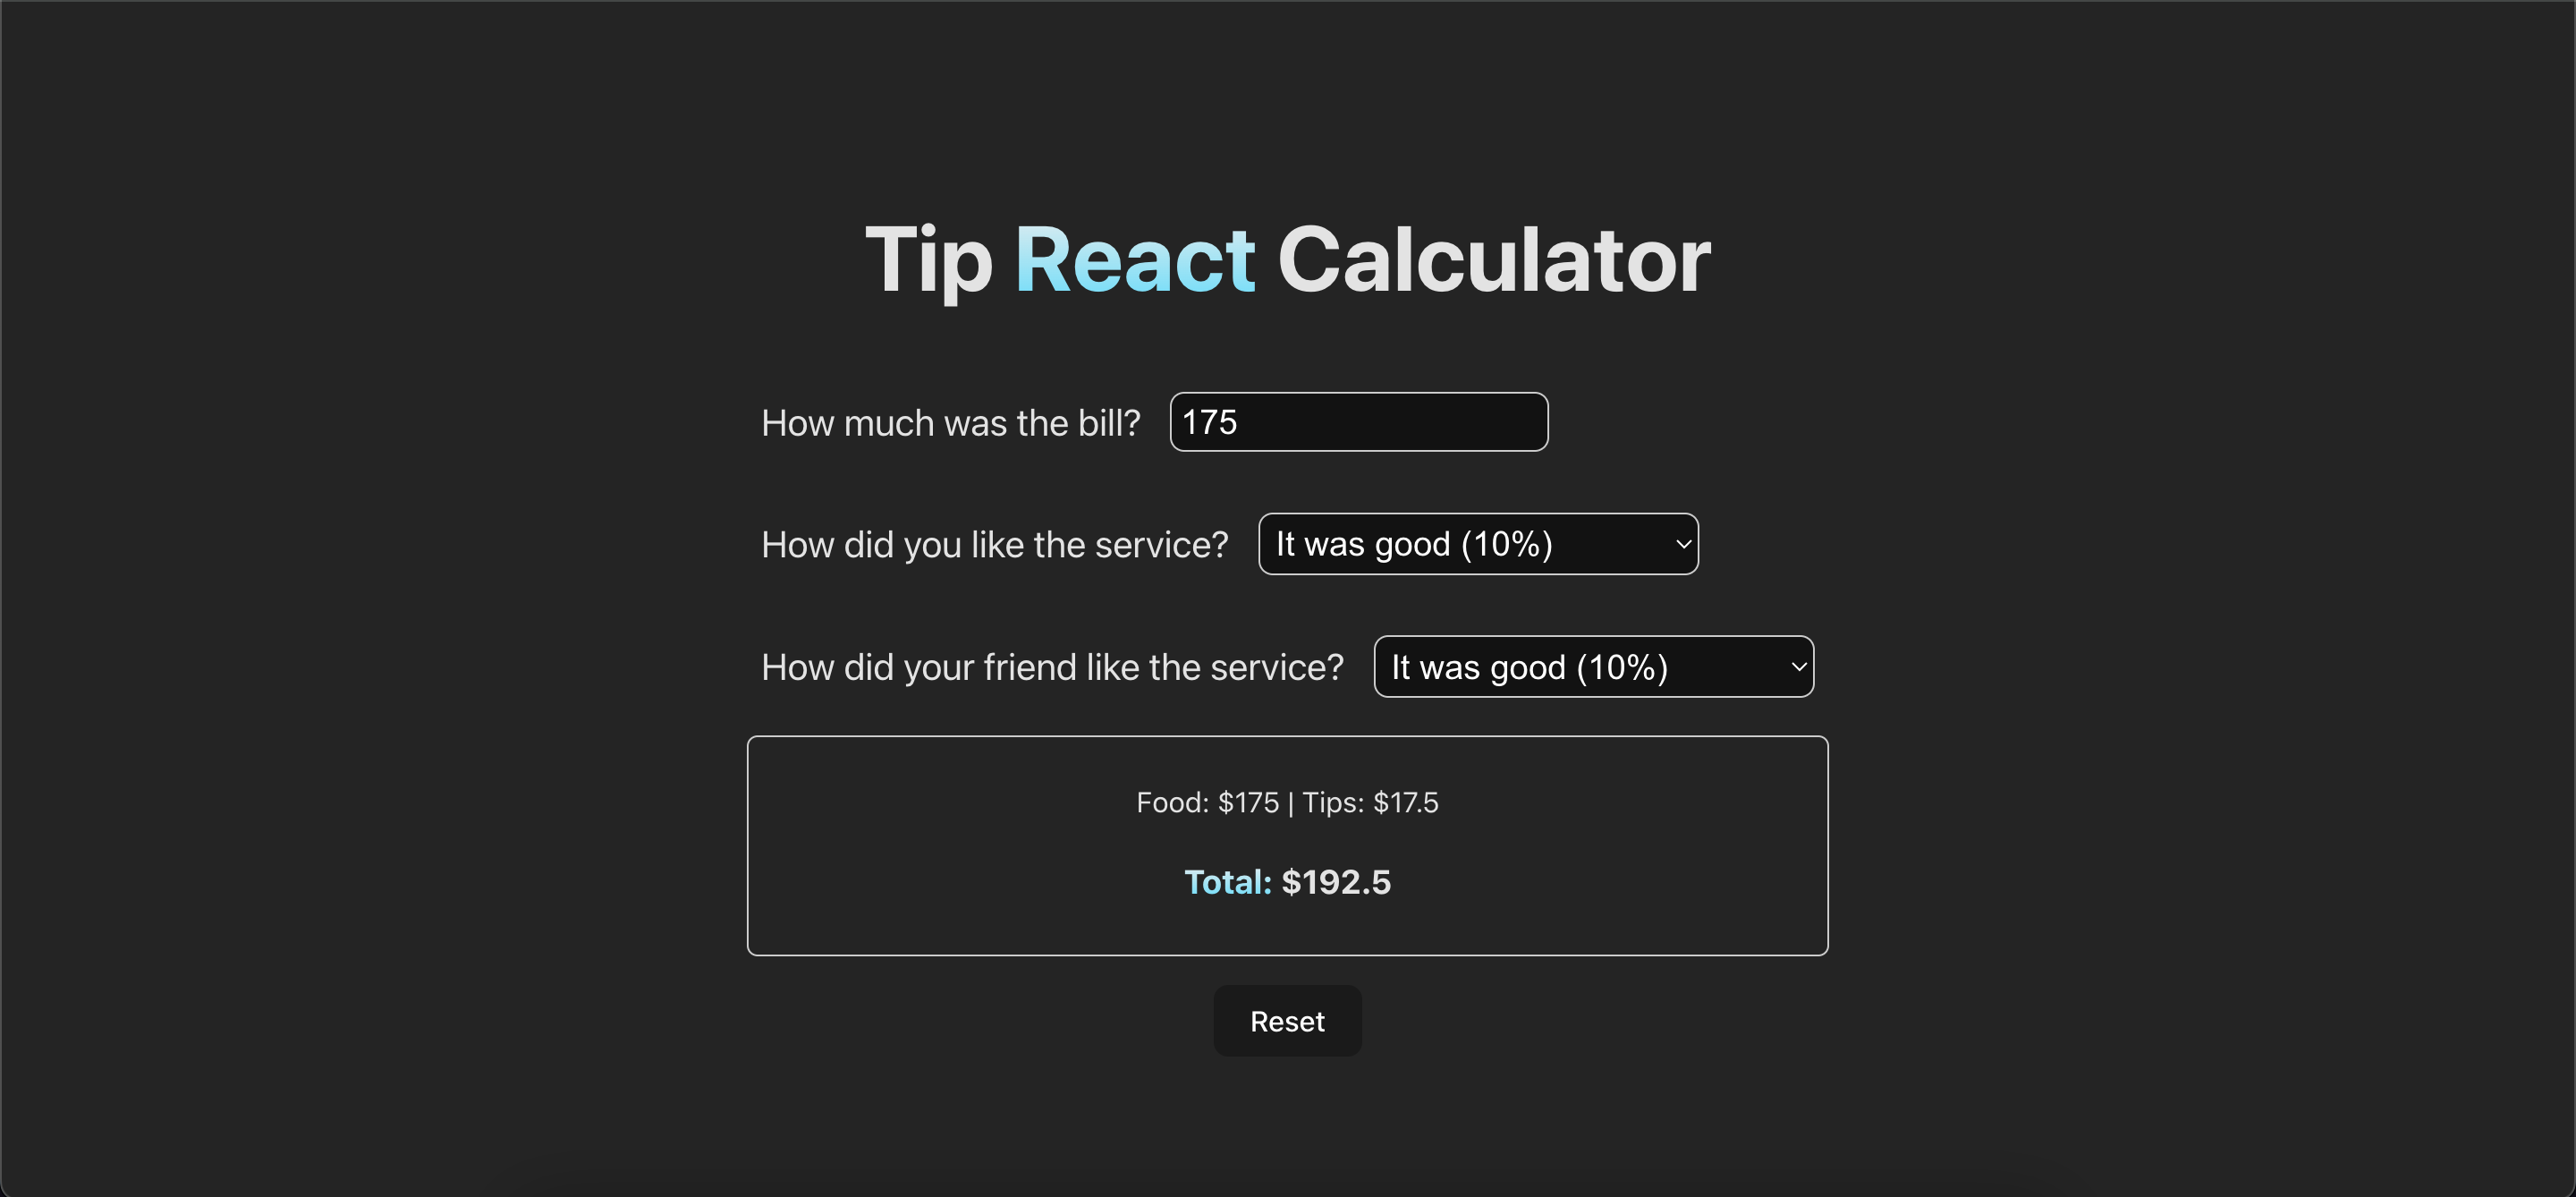 Tip React Calculator
How much was the bill? 175
How did you like the service? It was good (10%)
How did your friend like the service? It was good (10%)
Food: $175 | Tips: $17.5
Total: $192.5
Reset